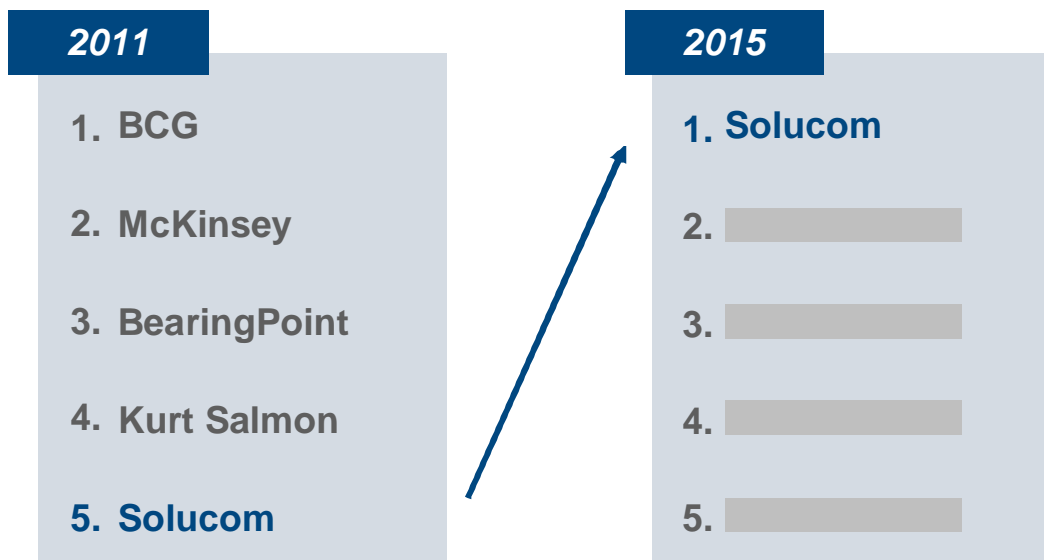 2011
1. BCG
2. McKinsey
3. BearingPoint
4. Kurt Salmon
5. Solucom
2015
1. Solucom
2.
3.
4.
5.